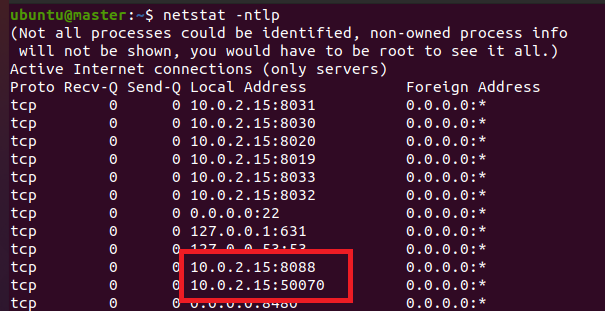 ubuntu@master:~$ netstat -ntlp
(Not all processes could be identified, non-owned process info
will not be shown, you would have to be root to see it all.)
Active Internet connections (only servers)
Proto Recv-Q Send-Q Local Address Foreign Address
tcp 0 0 10.0.2.15:8031 0.0.0.0:*
tcp 0 0 10.0.2.15:8030 0.0.0.0:*
tcp 0 0 10.0.2.15:8020 0.0.0.0:*
tcp 0 0 10.0.2.15:8019 0.0.0.0:*
tcp 0 0 10.0.2.15:8033 0.0.0.0:*
tcp 0 0 10.0.2.15:8032 0.0.0.0:*
tcp 0 0 0.0.0.0:22 0.0.0.0:*
tcp 0 0 127.0.0.1:631 0.0.0.0:*
tcp 0 0 127.0.0.53:53 0.0.0.0:*
tcp 0 0 10.0.2.15:8088 0.0.0.0:*
tcp 0 0 10.0.2.15:50070 0.0.0.0:*
tcp 0 0 0.0.0.0:8480 0.0.0.0:*